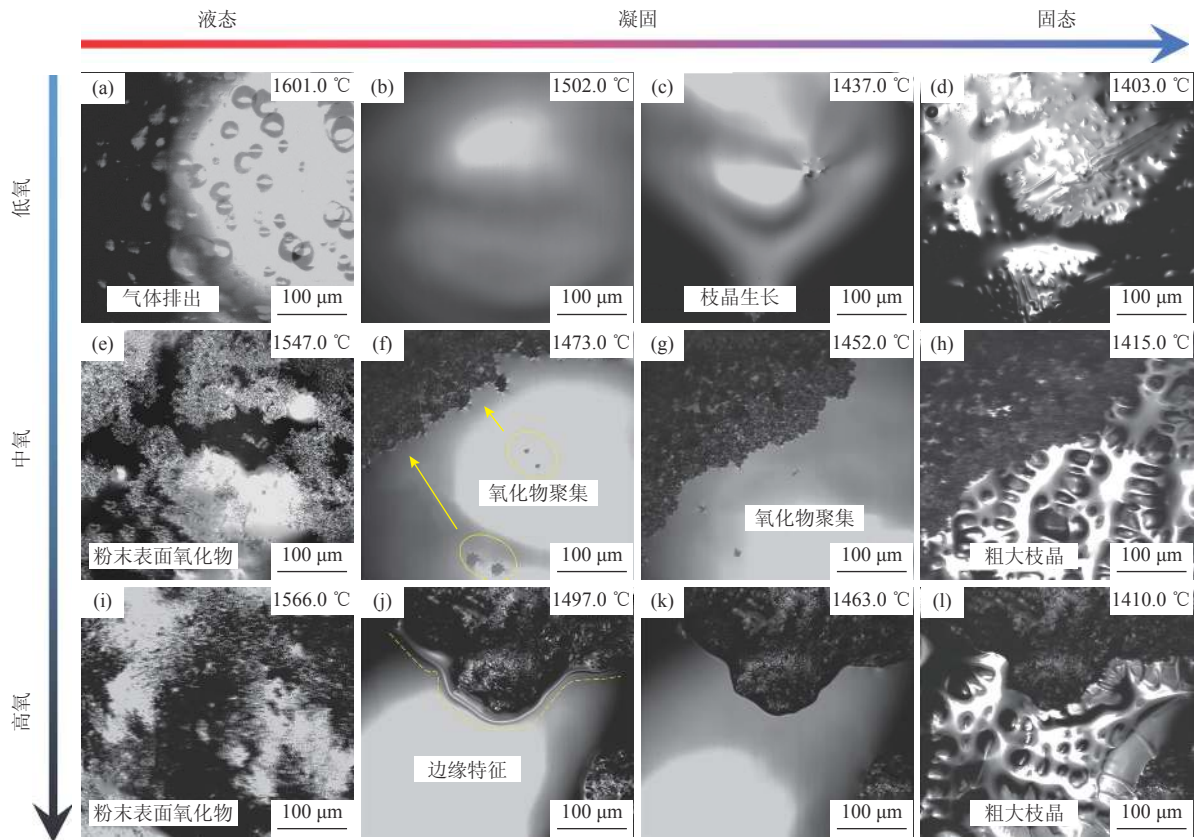 液态
凝固
固态
低氧
(a)
1601.0 ℃
气体排出
100 μm
(b)
1502.0 ℃
100 μm
(c)
1437.0 ℃
枝晶生长
100 μm
(d)
1403.0 ℃
100 μm
中氧
(e)
1547.0 ℃
粉末表面氧化物
100 μm
(f)
1473.0 ℃
氧化物聚集
100 μm
(g)
1452.0 ℃
氧化物聚集
100 μm
(h)
1415.0 ℃
粗大枝晶
100 μm
高氧
(i)
1566.0 ℃
粉末表面氧化物
100 μm
(j)
1497.0 ℃
边缘特征
100 μm
(k)
1463.0 ℃
100 μm
(l)
1410.0 ℃
粗大枝晶
100 μm